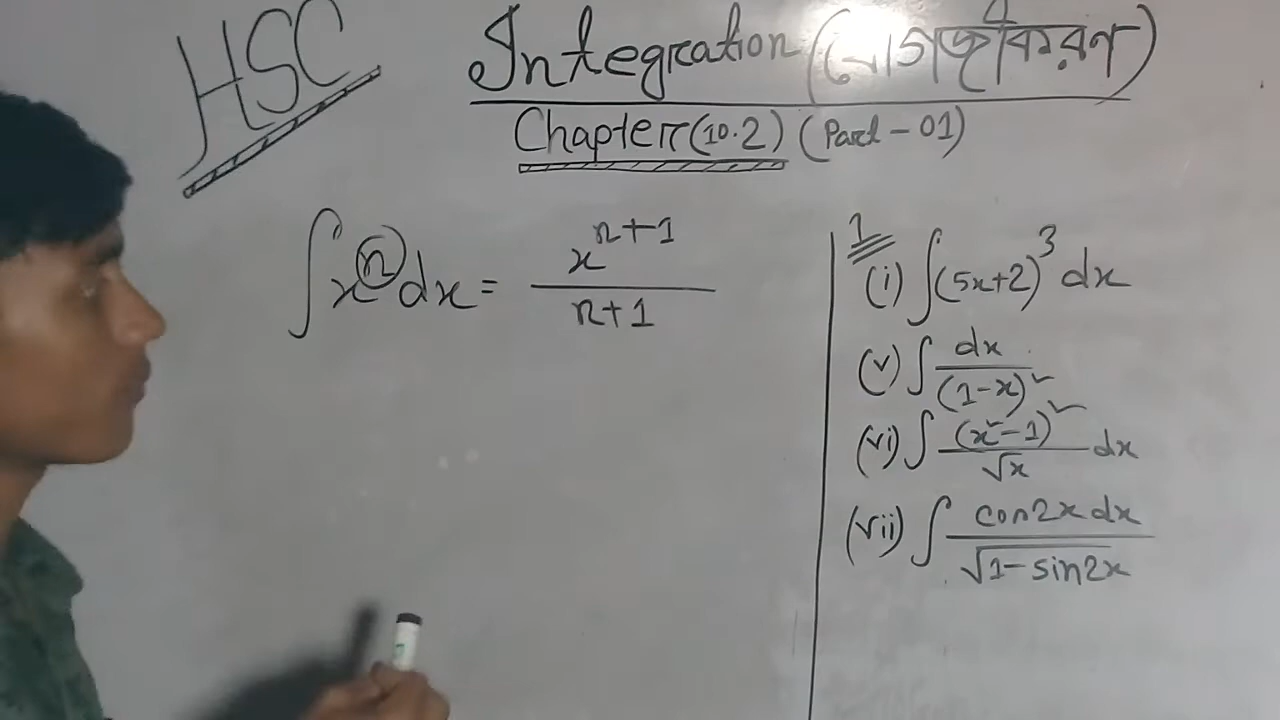 HSC
Integration (যোগজীকরণ)
Chapter (10.2) (Part - 01)
∫ xⁿ dx = xⁿ⁺¹ / n+1
1
(i) ∫(5x+2)³ dx
(v) ∫ dx / (1-x)²
(vi) ∫ (x²-1)² / √x dx
(vii) ∫ cos2x dx / √1-sin2x